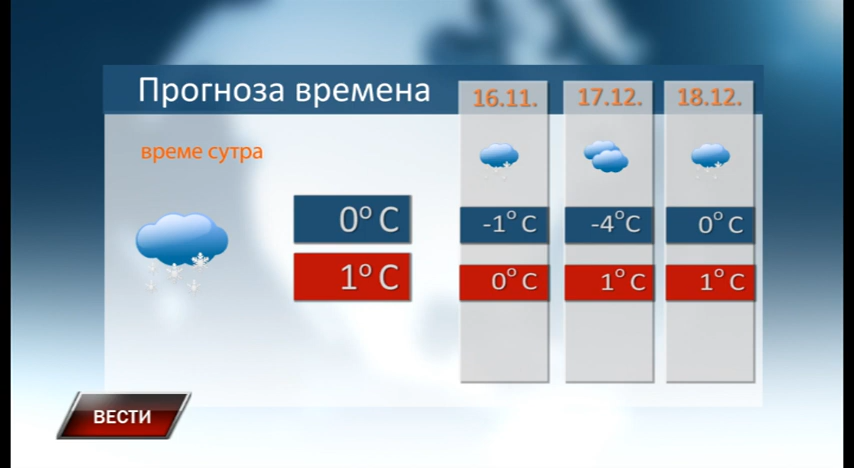 Прогноза времена
време сутра
0° C
1° C
16.11. 17.12. 18.12.
-1° C -4°C 0° C
0° C 1° C 1° C
ВЕСТИ